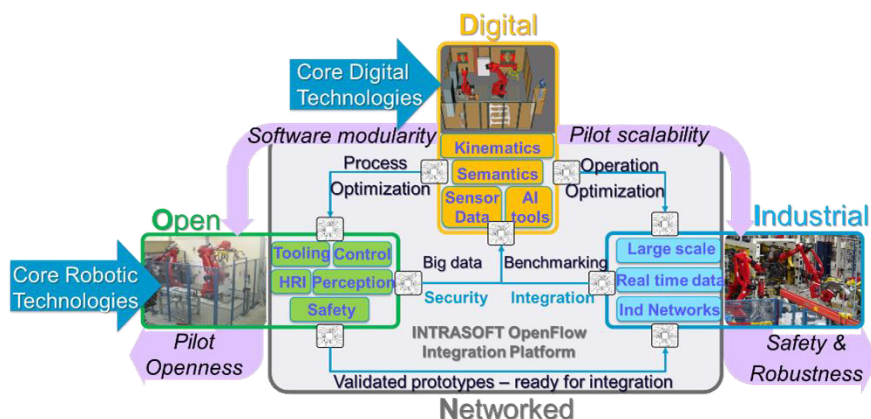 Digital
Core Digital
Technologies
Software modularity
Pilot scalability
Kinematics
Process
Optimization
Semantics
Operation
Optimization
Sensor
Data
AI
tools
Open
Industrial
Core Robotic
Technologies
Tooling
Control
HRI
Perception
Safety
Big data
Benchmarking
Security
Integration
Large scale
Real time data
Ind Networks
INTRASOFT OpenFlow
Integration Platform
Pilot
Openness
Safety &
Robustness
Validated prototypes – ready for integration
Networked